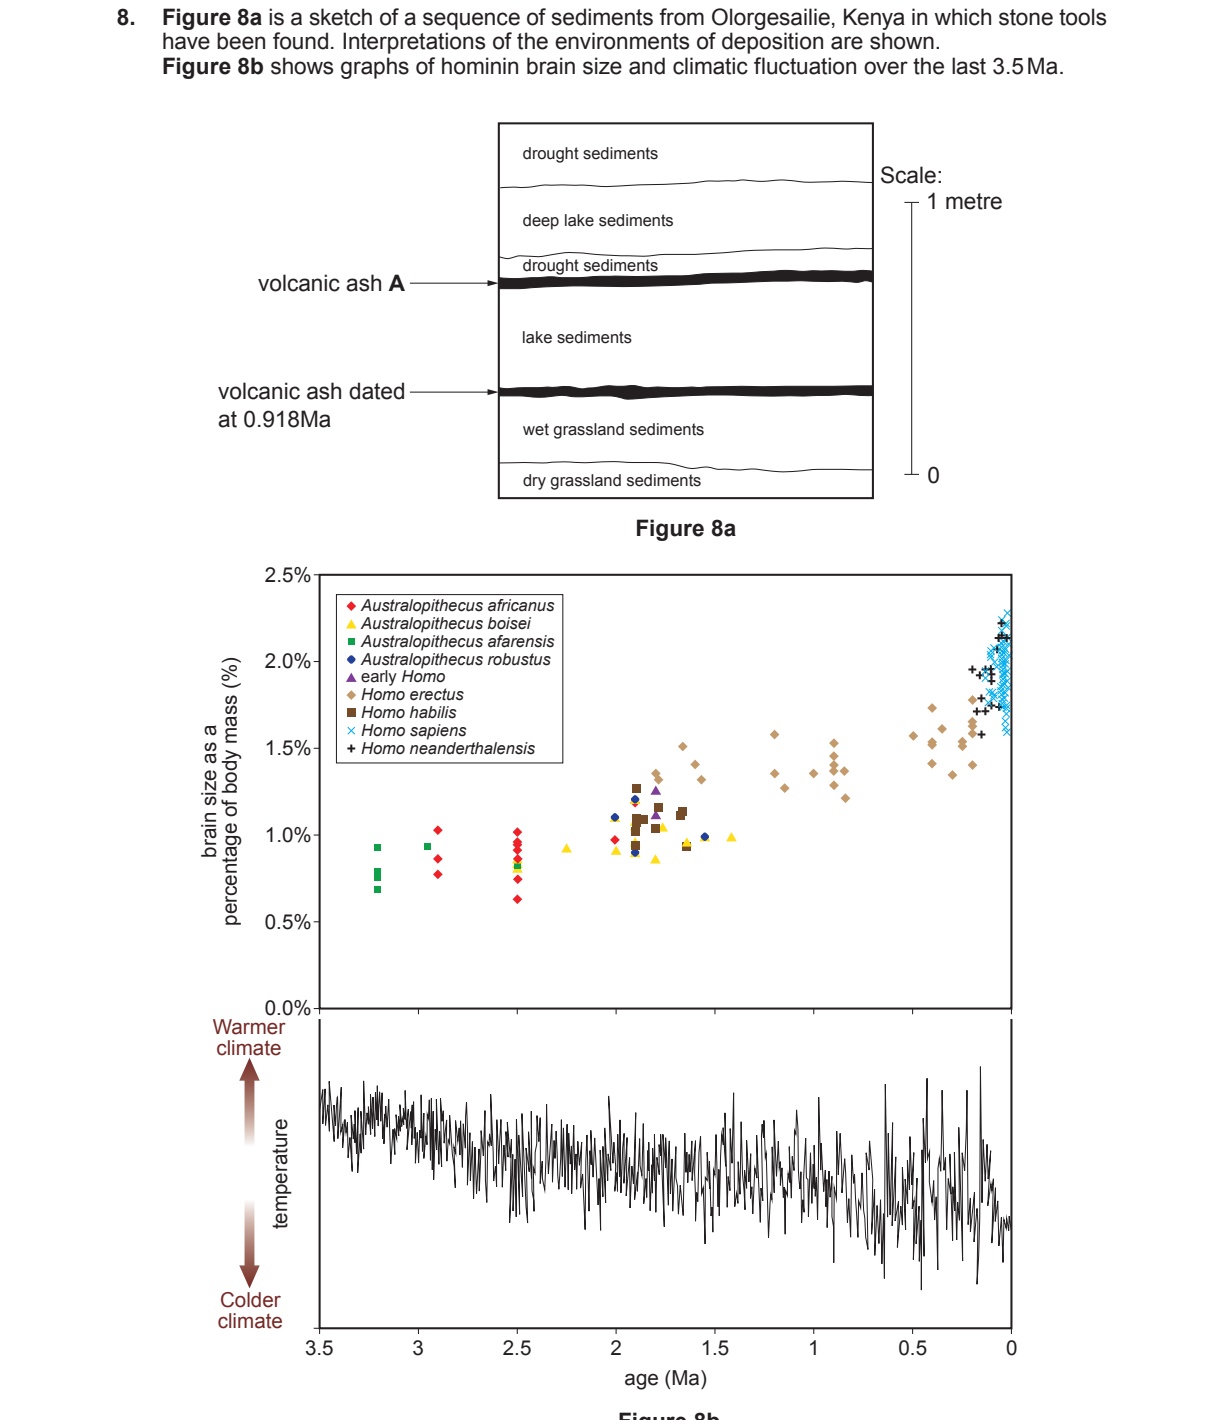 8. Figure 8a is a sketch of a sequence of sediments from Olorgesailie, Kenya in which stone tools
have been found. Interpretations of the environments of deposition are shown.
Figure 8b shows graphs of hominin brain size and climatic fluctuation over the last 3.5 Ma.
drought sediments
Scale:
1 metre
deep lake sediments
drought sediments
volcanic ash A
lake sediments
volcanic ash dated
at 0.918Ma
wet grassland sediments
0
dry grassland sediments
Figure 8a
2.5%
2.0%
1.5%
1.0%
0.5%
0.0%
brain size as a
percentage of body mass (%)
Australopithecus africanus
Australopithecus boisei
Australopithecus afarensis
Australopithecus robustus
early Homo
Homo erectus
Homo habilis
Homo sapiens
Homo neanderthalensis
Warmer
climate
temperature
Colder
climate
3.5 3 2.5 2 1.5 1 0.5 0
age (Ma)
Figure 8b